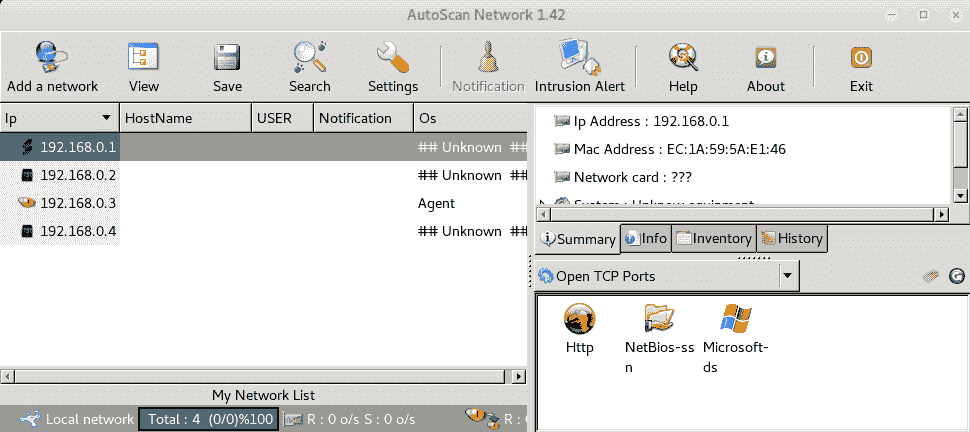 AutoScan Network 1.42
Add a network View Save Search Settings Notification Intrusion Alert Help About Exit
Ip HostName USER Notification Os
192.168.0.1 ## Unknown ##
192.168.0.2 ## Unknown ##
192.168.0.3 Agent
192.168.0.4 ## Unknown ##
My Network List
Local network Total : 4 (0/0)%100 R : 0 o/s S : 0 o/s R :
Ip Address : 192.168.0.1
Mac Address : EC:1A:59:5A:E1:46
Network card : ???
System : Unknow equipment
Summary Info Inventory History
Open TCP Ports
Http NetBios-ss Microsoft-
n ds